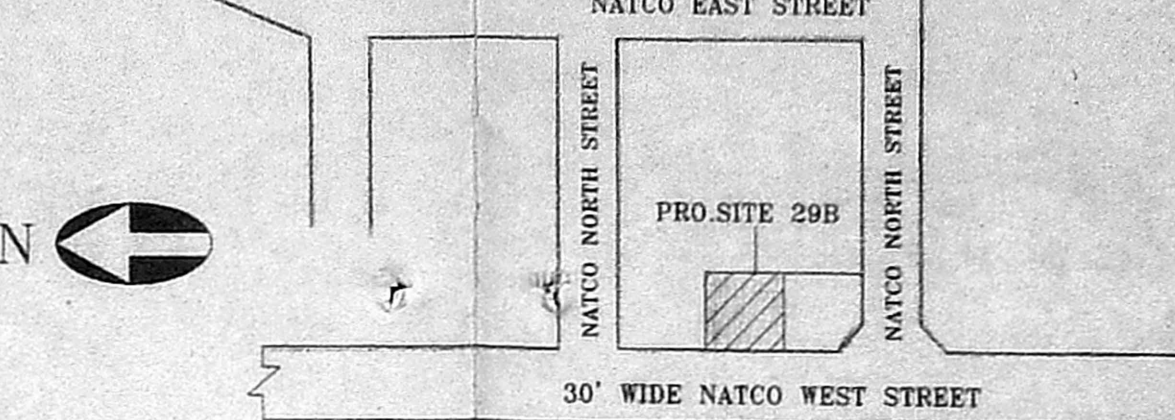 NATCO EAST STREET
NATCO NORTH STREET
NATCO NORTH STREET
PRO.SITE 29B
N
30' WIDE NATCO WEST STREET